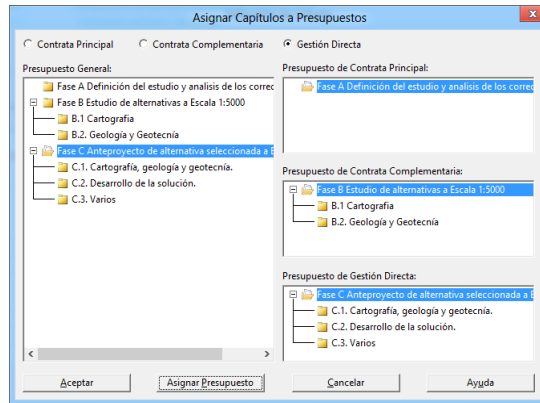 Asignar Capítulos a Presupuestos
x
Contrata Principal
Contrata Complementaria
Gestión Directa
Presupuesto General:
Fase A Definición del estudio y analisis de los correc
Fase B Estudio de alternativas a Escala 1:5000
B.1 Cartografia
B.2. Geología y Geotecnía
Fase C Anteproyecto de alternativa seleccionada a E
C.1. Cartografía, geología y geotecnía.
C.2. Desarrollo de la solución.
C.3. Varios
Presupuesto de Contrata Principal:
Fase A Definición del estudio y analisis de los correc
Presupuesto de Contrata Complementaria:
Fase B Estudio de alternativas a Escala 1:5000
B.1 Cartografia
B.2. Geología y Geotecnía
Presupuesto de Gestión Directa:
Fase C Anteproyecto de alternativa seleccionada a E
C.1. Cartografía, geología y geotecnía.
C.2. Desarrollo de la solución.
C.3. Varios
Aceptar
Asignar Presupuesto
Cancelar
Ayuda